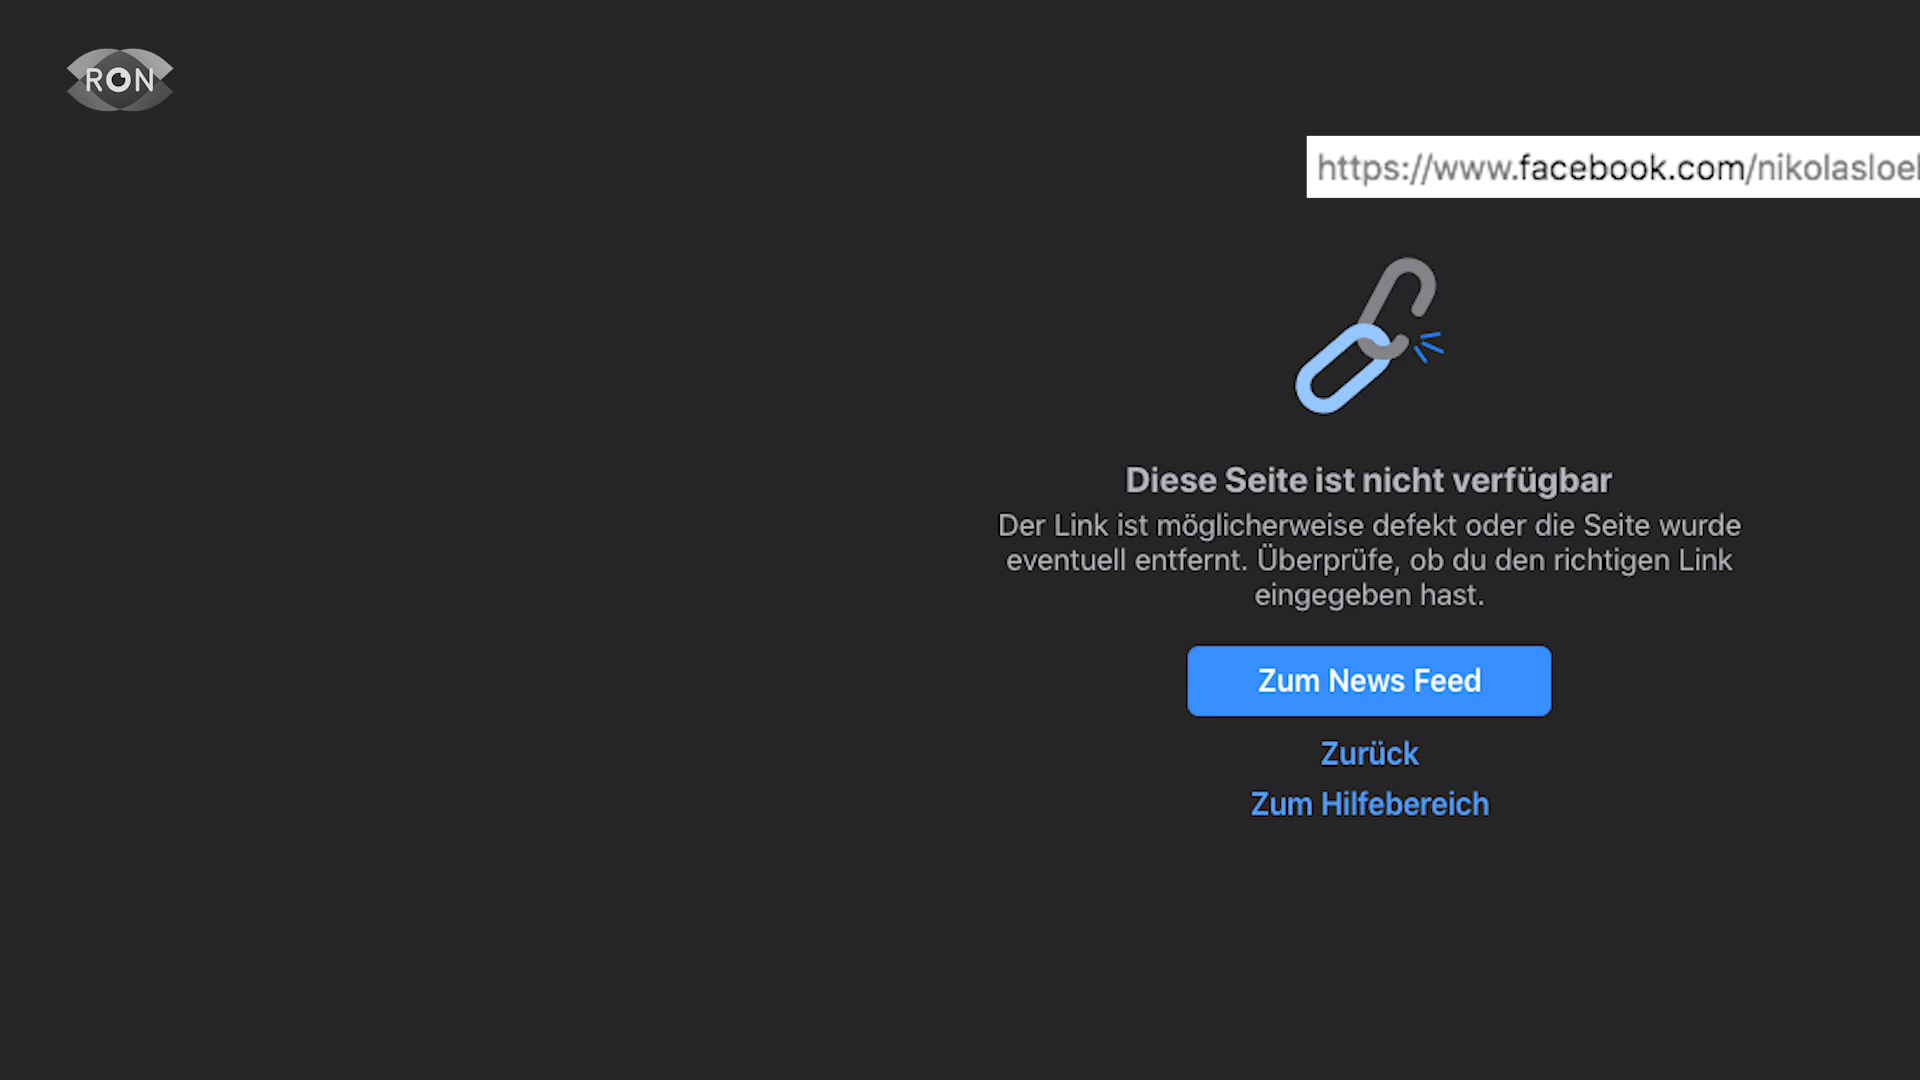 RON
https://www.facebook.com/nikolasloe
Diese Seite ist nicht verfügbar
Der Link ist möglicherweise defekt oder die Seite wurde
eventuell entfernt. Überprüfe, ob du den richtigen Link
eingegeben hast.
Zum News Feed
Zurück
Zum Hilfebereich